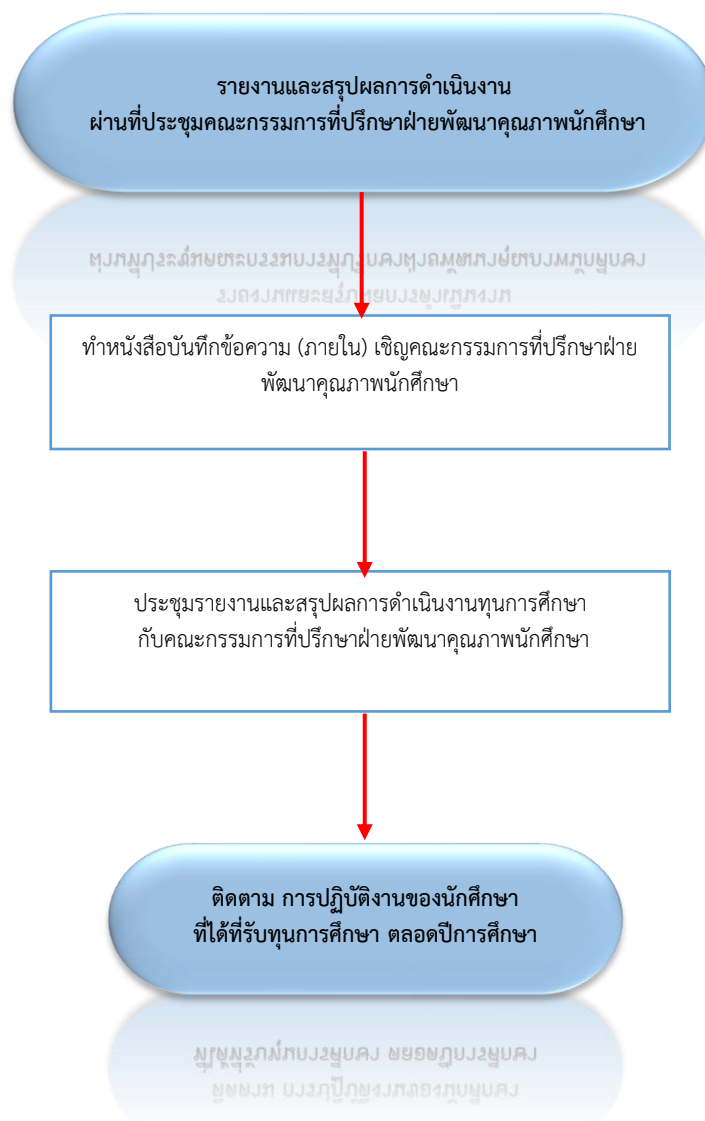 รายงานและสรุปผลการดำเนินงาน
ผ่านที่ประชุมคณะกรรมการที่ปรึกษาฝ่ายพัฒนาคุณภาพนักศึกษา
ทำหนังสือบันทึกข้อความ (ภายใน) เชิญคณะกรรมการที่ปรึกษาฝ่าย
พัฒนาคุณภาพนักศึกษา
ประชุมรายงานและสรุปผลการดำเนินงานทุนการศึกษา
กับคณะกรรมการที่ปรึกษาฝ่ายพัฒนาคุณภาพนักศึกษา
ติดตาม การปฏิบัติงานของนักศึกษา
ที่ได้ที่รับทุนการศึกษา ตลอดปีการศึกษา